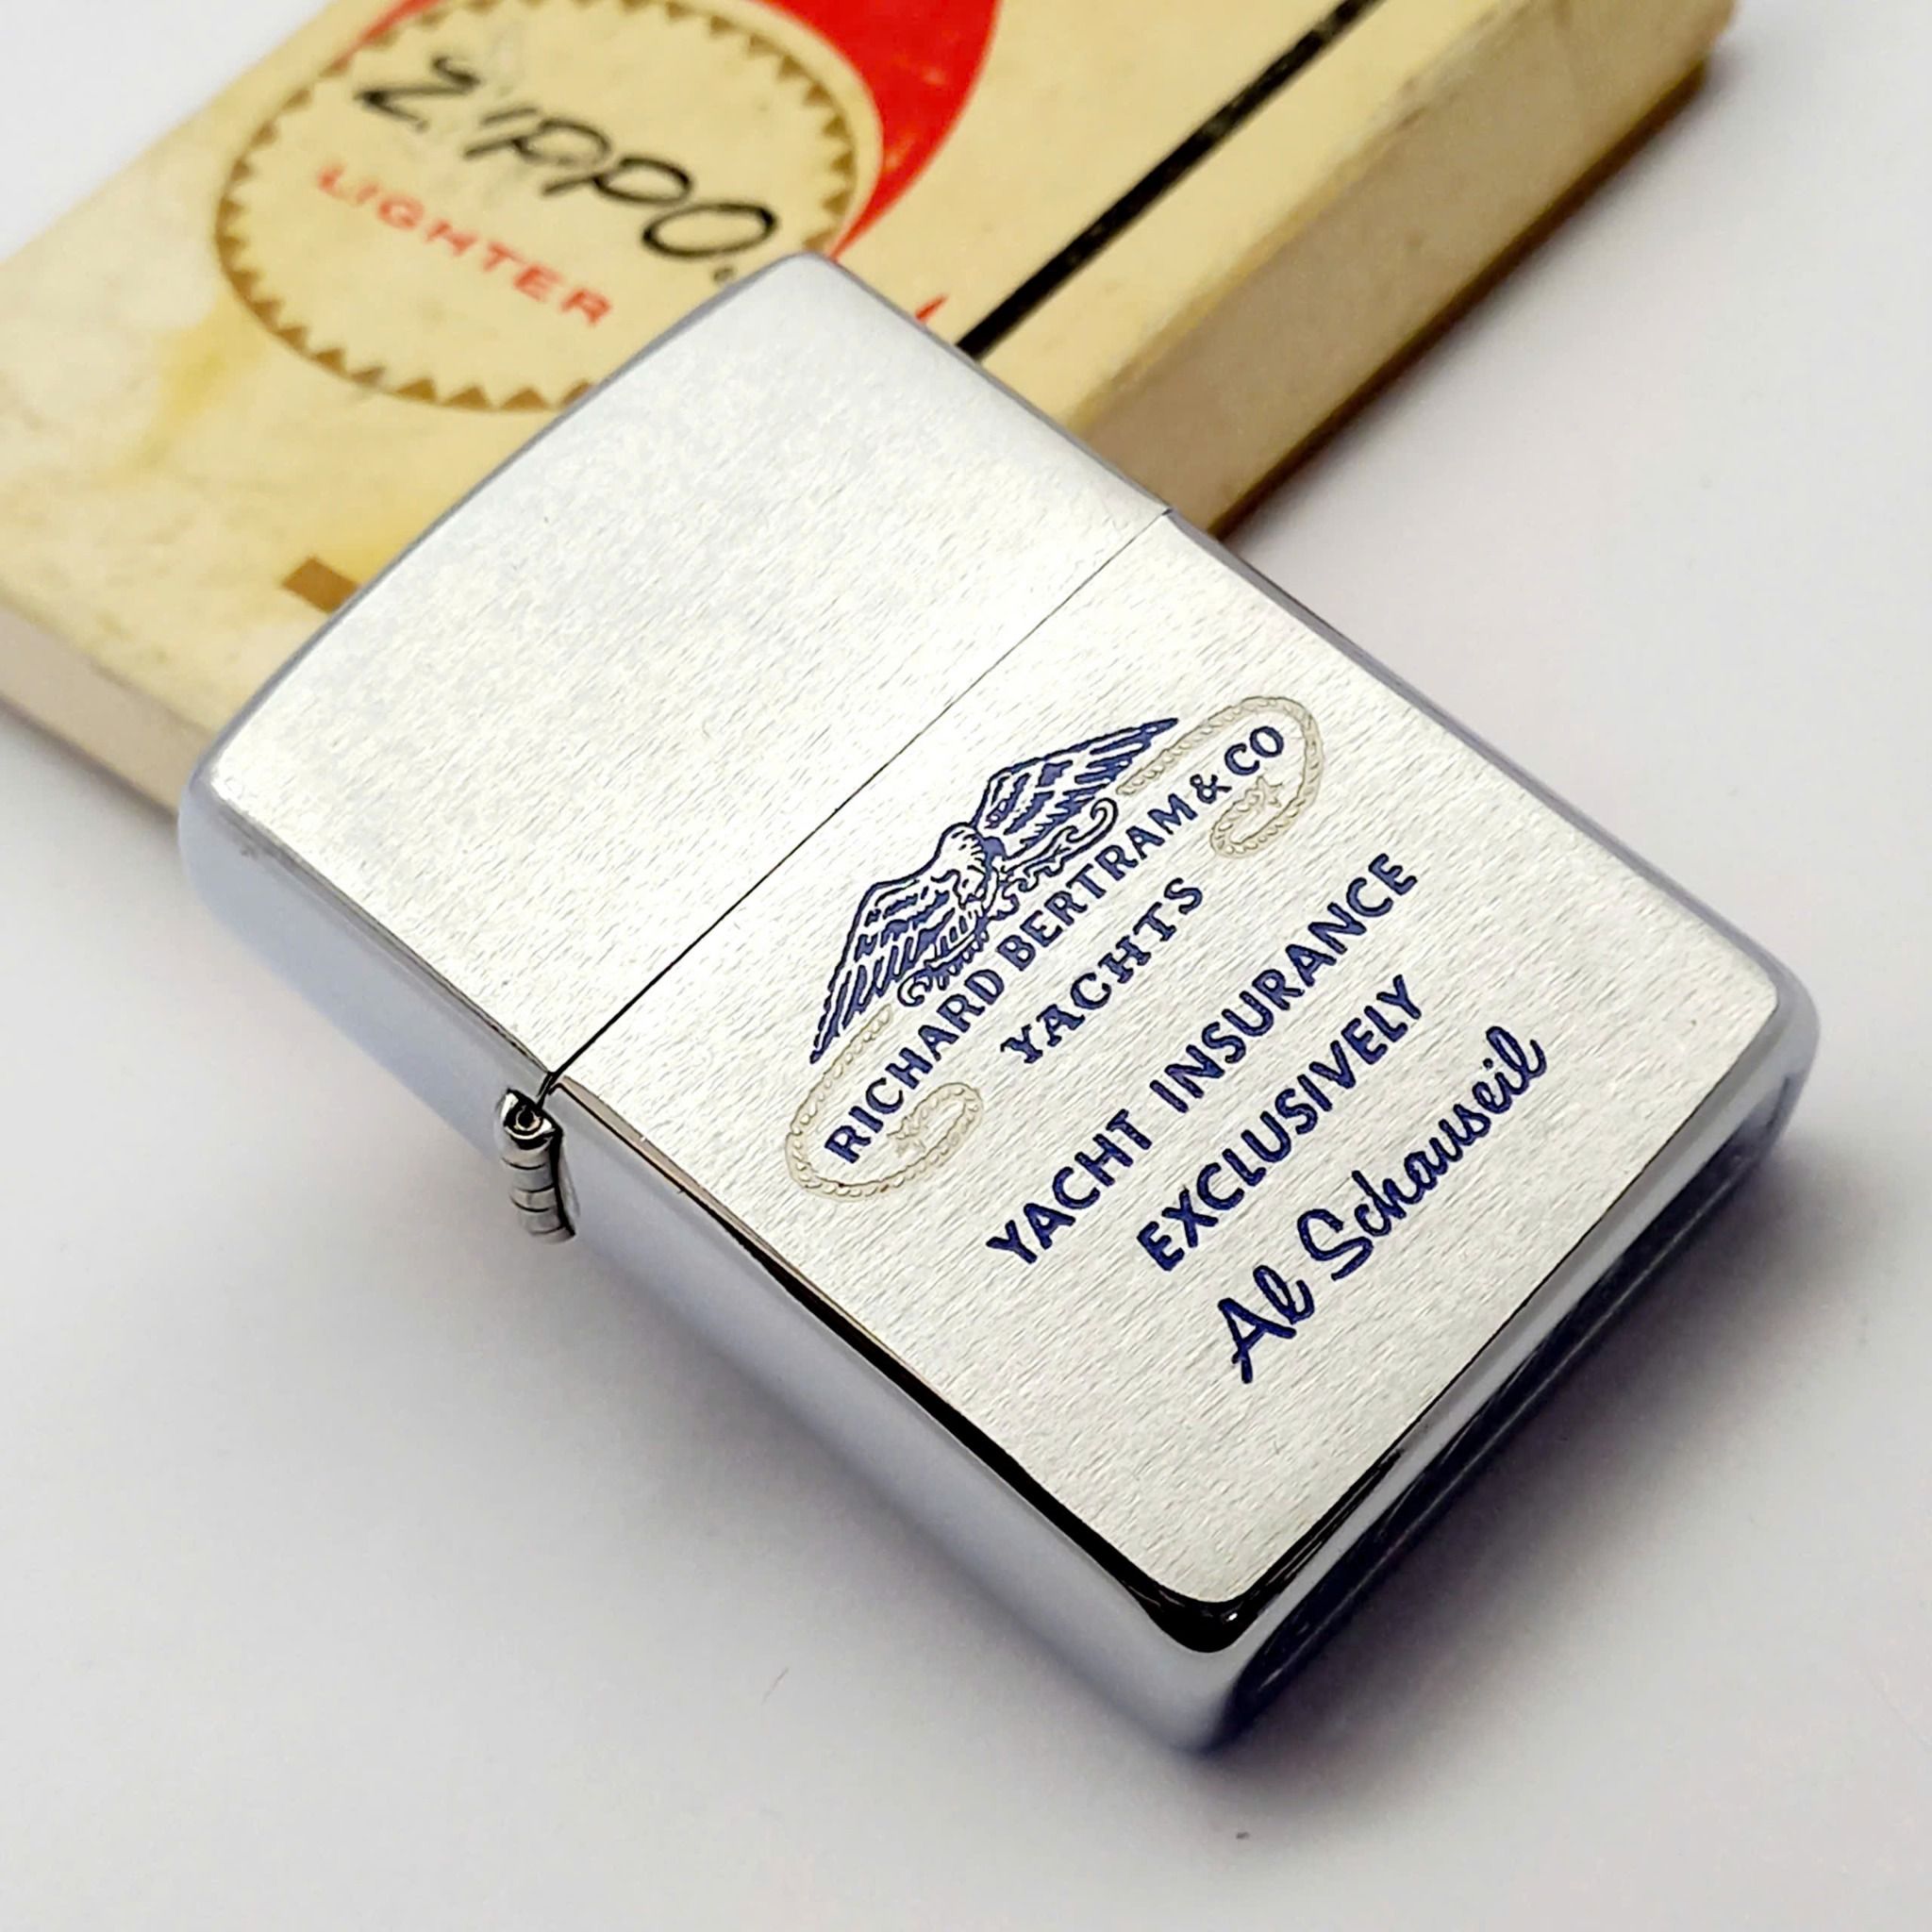 ZIPPO
LIGHTER
RICHARD BERTRAM & CO
YACHTS
YACHT INSURANCE
EXCLUSIVELY
Al Schauseil